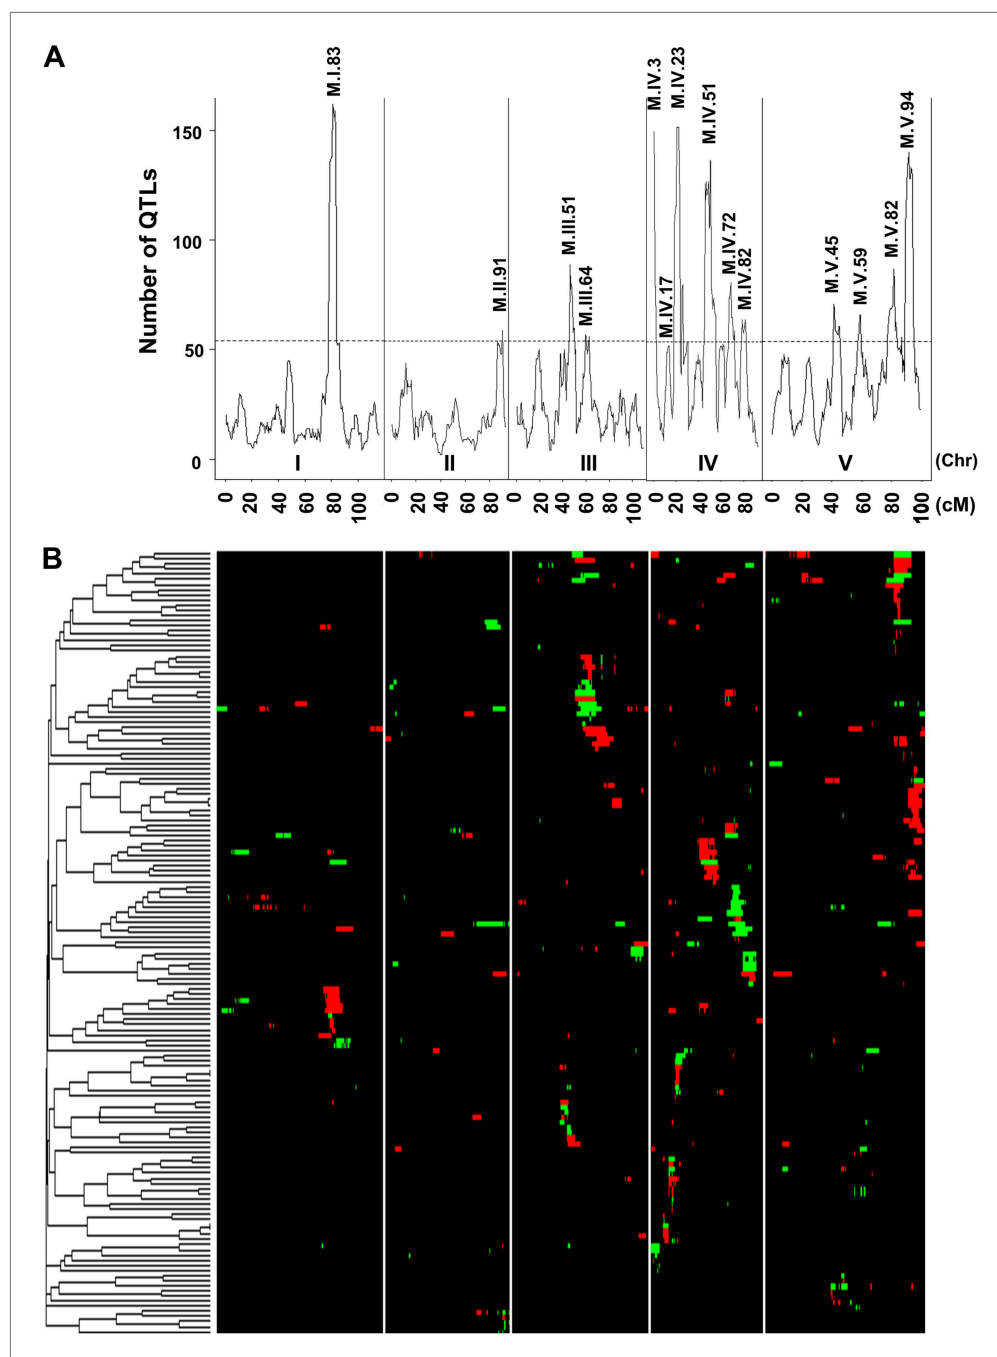 A
Number of QTLs
150
100
50
0
M.I.83
M.II.91
M.III.51
M.III.64
M.IV.3
M.IV.17
M.IV.23
M.IV.51
M.IV.72
M.IV.82
M.V.45
M.V.59
M.V.82
M.V.94
I II III IV V (Chr)
0 20 40 60 80 100 0 20 40 60 80 0 20 40 60 80 100 0 20 40 60 80 0 20 40 60 80 100 (cM)
B